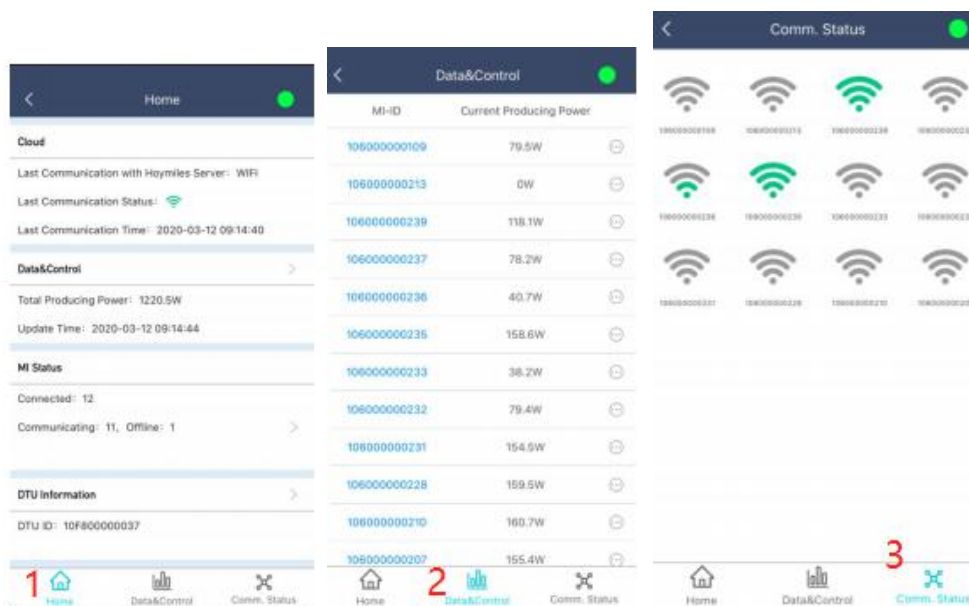 Home
Cloud
Last Communication with Hoymiles Server: WIFI
Last Communication Status:
Last Communication Time: 2020-03-12 09:14:40
Data&Control
Total Producing Power: 1220.5W
Update Time: 2020-03-12 09:14:44
MI Status
Connected: 12
Communicating: 11, Offline: 1
DTU Information
DTU ID: 10F800000037
1
Home
Data&Control
Comm. Status
Data&Control
MI-ID Current Producing Power
106000000109 79.5W
106000000213 0W
106000000239 118.1W
106000000237 78.2W
106000000236 40.7W
106000000235 158.6W
106000000233 38.2W
106000000232 79.4W
106000000231 154.5W
106000000228 159.5W
106000000210 160.7W
106000000207 155.4W
2
Home
Data&Control
Comm. Status
Comm. Status
3
Home
Data&Control
Comm. Status